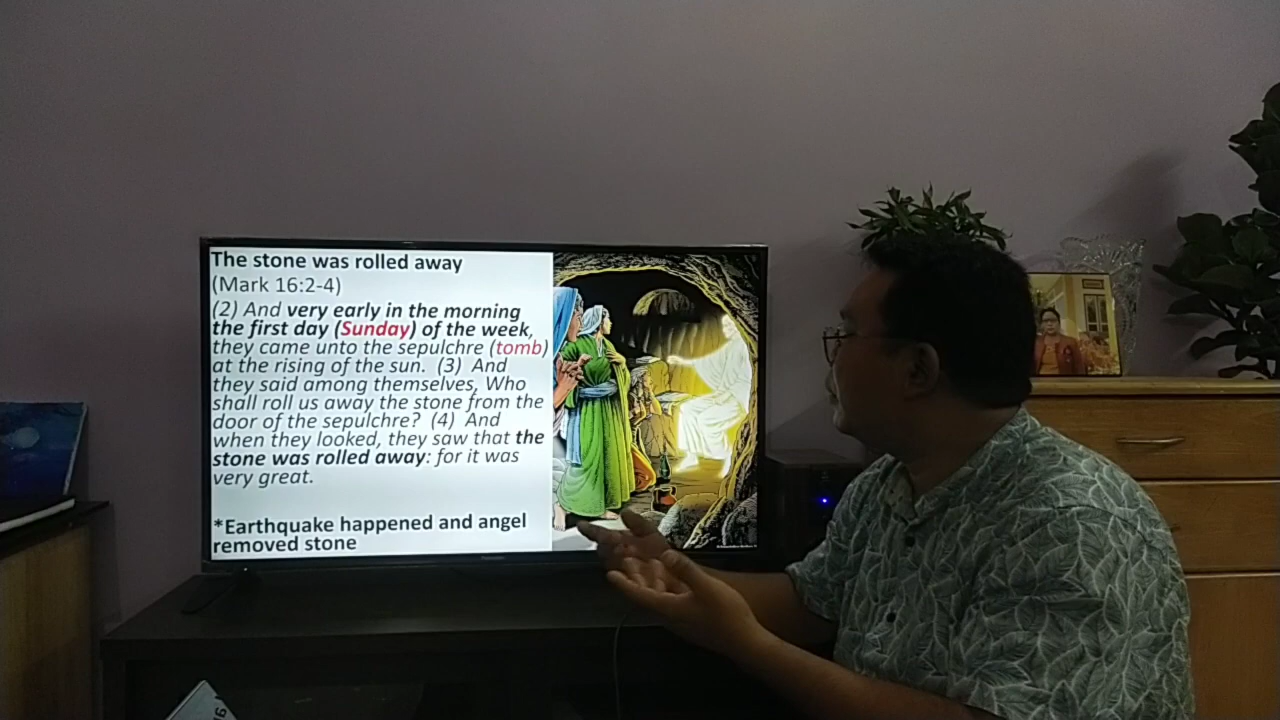 The stone was rolled away
(Mark 16:2-4)
(2) And very early in the morning
the first day (Sunday) of the week,
they came unto the sepulchre (tomb)
at the rising of the sun. (3) And
they said among themselves, Who
shall roll us away the stone from the
door of the sepulchre? (4) And
when they looked, they saw that the
stone was rolled away: for it was
very great.
*Earthquake happened and angel
removed stone